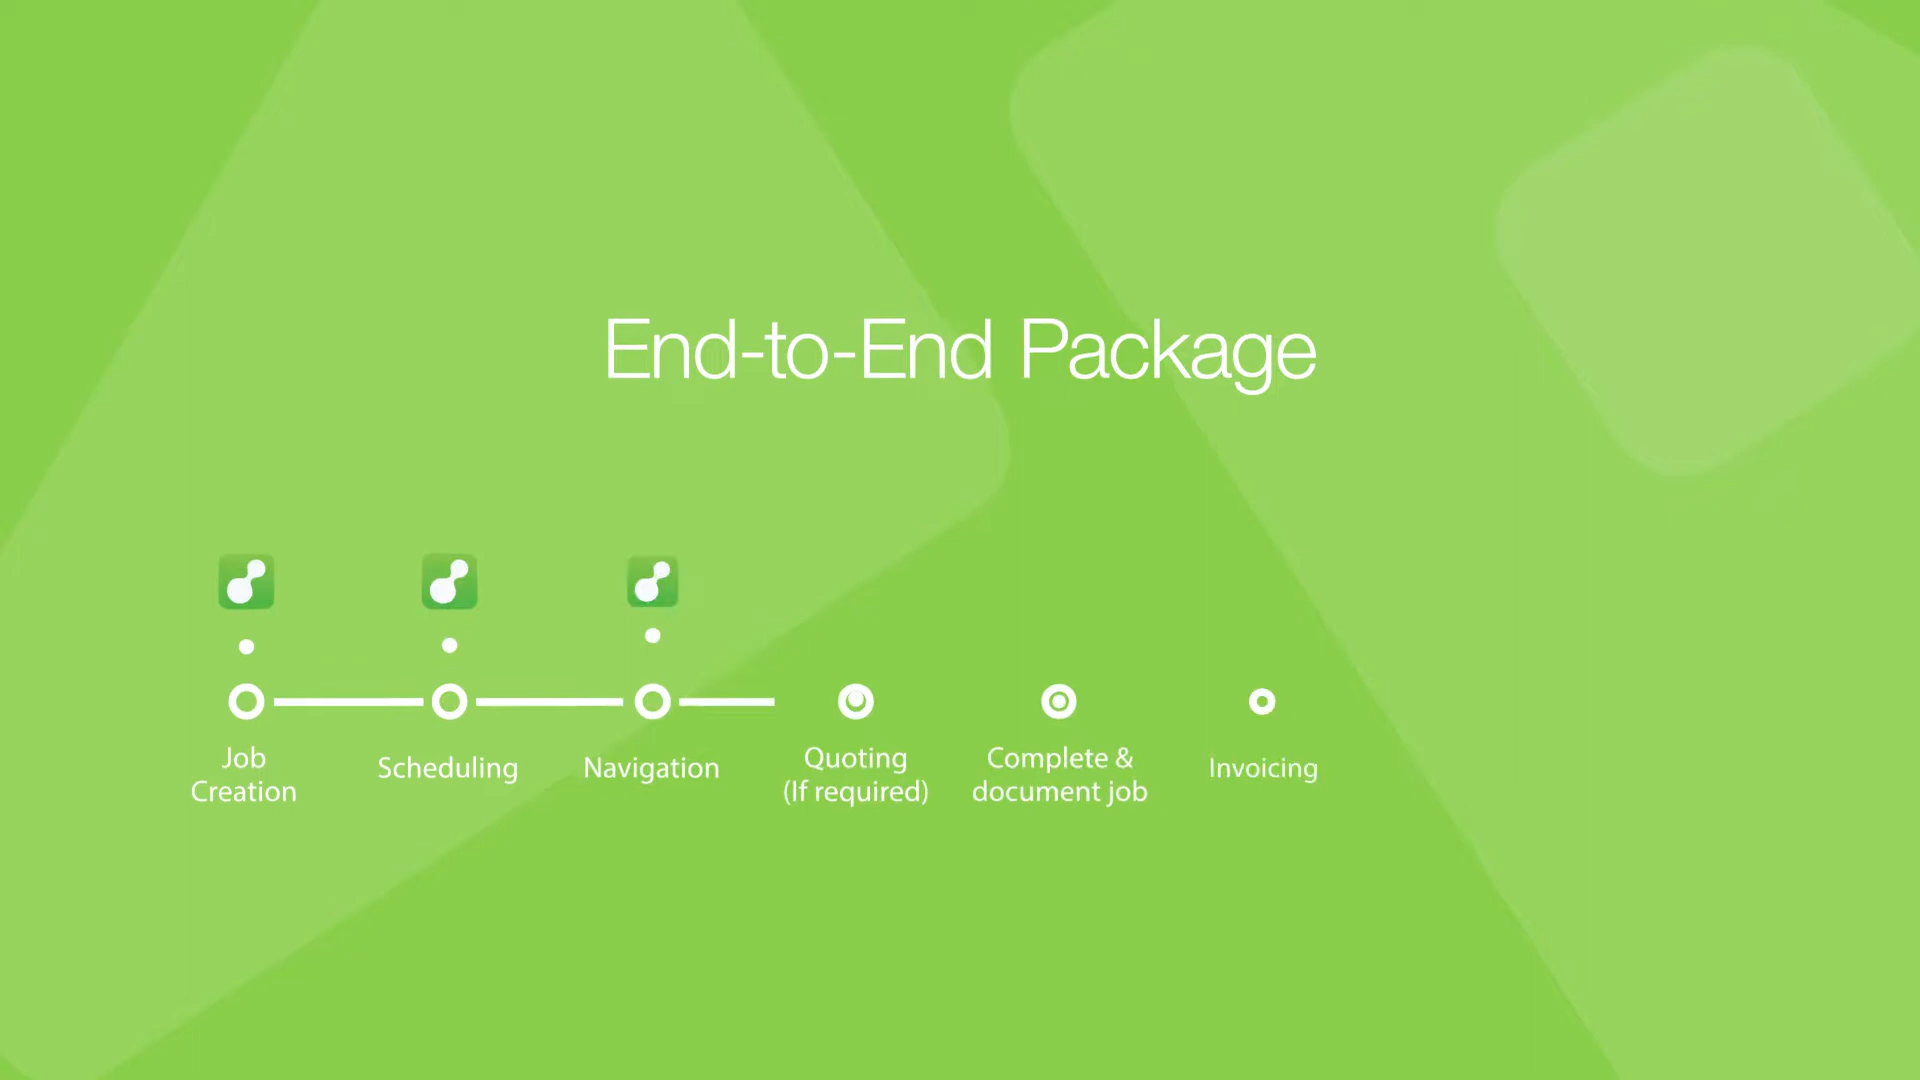 End-to-End Package
Job
Creation
Scheduling
Navigation
Quoting
(If required)
Complete &
document job
Invoicing